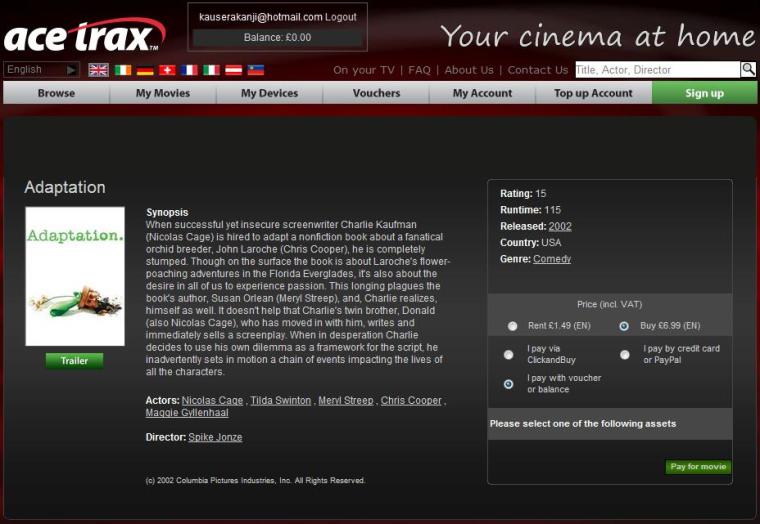 kauserakanji@hotmail.com Logout
acetrax™
Balance: £0.00
Your cinema at home
English
On your TV | FAQ | About Us | Contact Us
Title, Actor, Director
Browse
My Movies
My Devices
Vouchers
My Account
Top up Account
Sign up
Adaptation
Adaptation.
Trailer
Synopsis
When successful yet insecure screenwriter Charlie Kaufman
(Nicolas Cage) is hired to adapt a nonfiction book about a fanatical
orchid breeder, John Laroche (Chris Cooper), he is completely
stumped. Though on the surface the book is about Laroche's flower-
poaching adventures in the Florida Everglades, it's also about the
desire in all of us to experience passion. This longing plagues the
book's author, Susan Orlean (Meryl Streep), and, Charlie realizes,
himself as well. It doesn't help that Charlie's twin brother, Donald
(also Nicolas Cage), who has moved in with him, writes and
immediately sells a screenplay. When in desperation Charlie
decides to use his own dilemma as a framework for the script, he
inadvertently sets in motion a chain of events impacting the lives of
all the characters.
Actors: Nicolas Cage , Tilda Swinton , Meryl Streep , Chris Cooper ,
Maggie Gyllenhaal
Director: Spike Jonze
(c) 2002 Columbia Pictures Industries, Inc. All Rights Reserved.
Rating: 15
Runtime: 115
Released: 2002
Country: USA
Genre: Comedy
Price (incl. VAT)
Rent £1.49 (EN)
Buy £6.99 (EN)
I pay via
ClickandBuy
I pay by credit card
or PayPal
I pay with voucher
or balance
Please select one of the following assets
Pay for movie